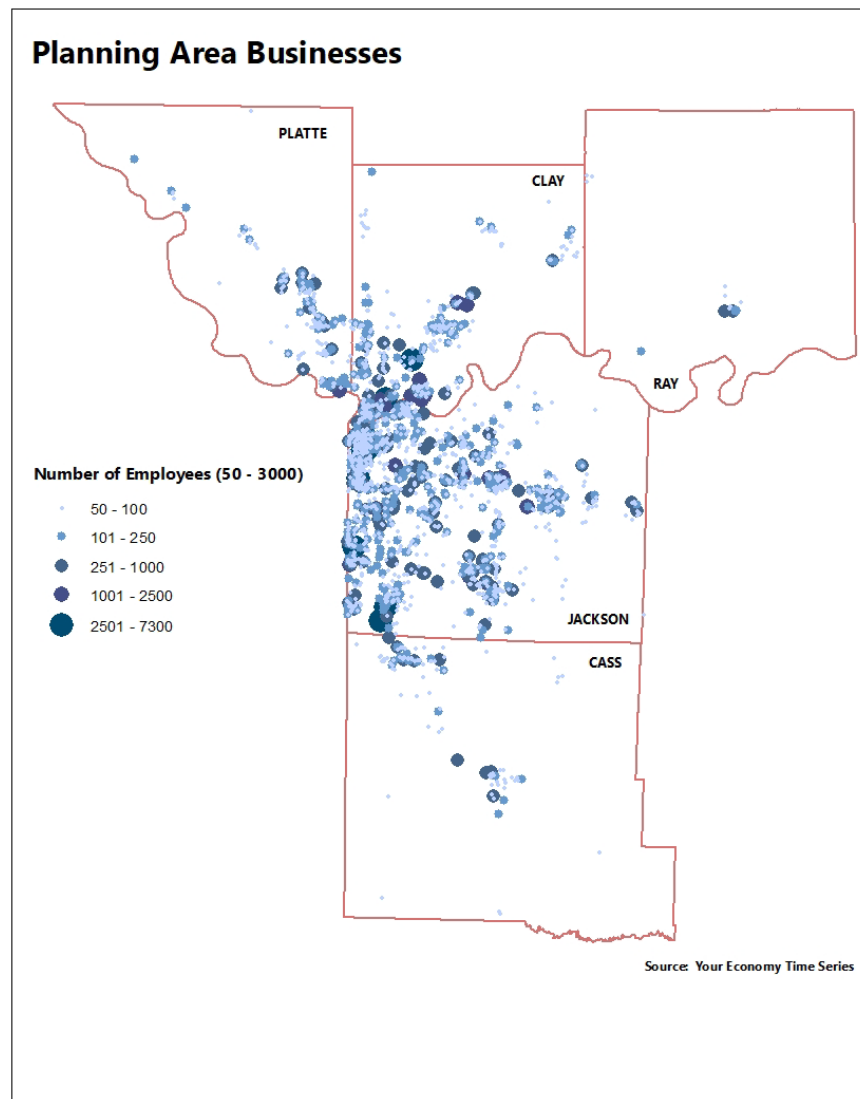 Planning Area Businesses
PLATTE
CLAY
RAY
Number of Employees (50 - 3000)
50 - 100
101 - 250
251 - 1000
1001 - 2500
2501 - 7300
JACKSON
CASS
Source: Your Economy Time Series